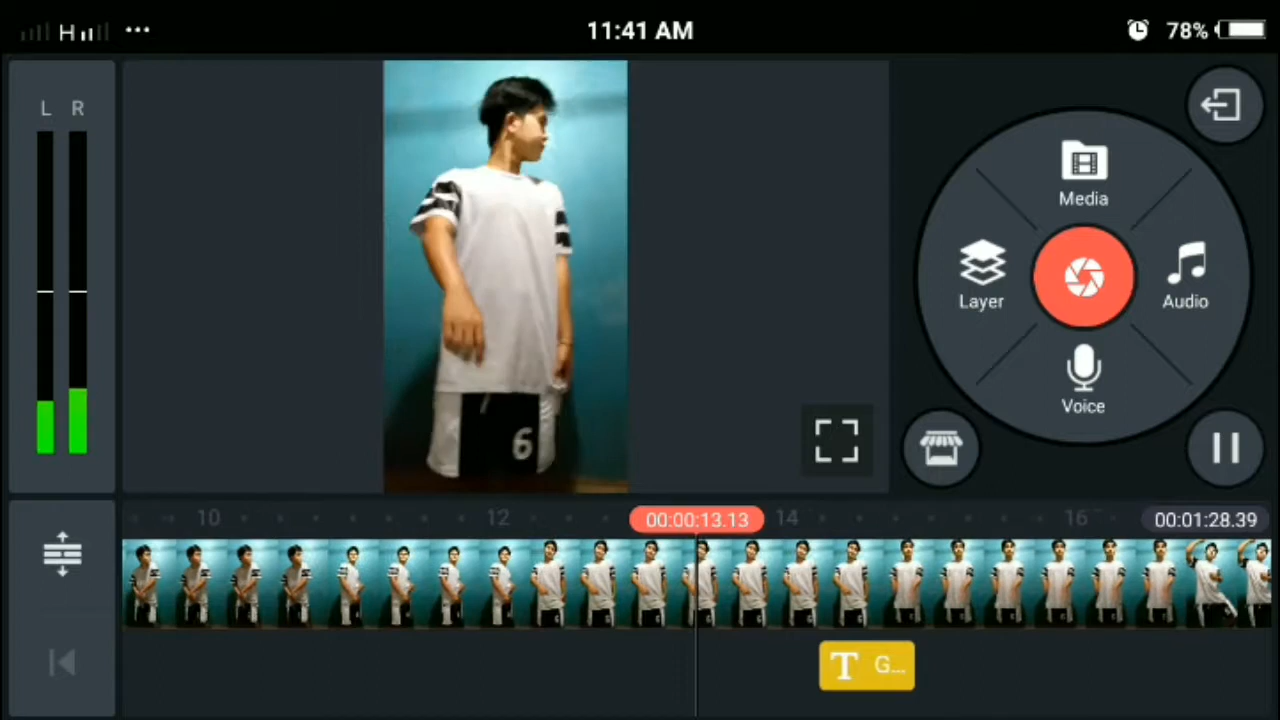 H 11:41 AM 78%
L R
Media
Layer
Audio
Voice
6
10 12 00:00:13.13 14 16 00:01:28.39
T G...